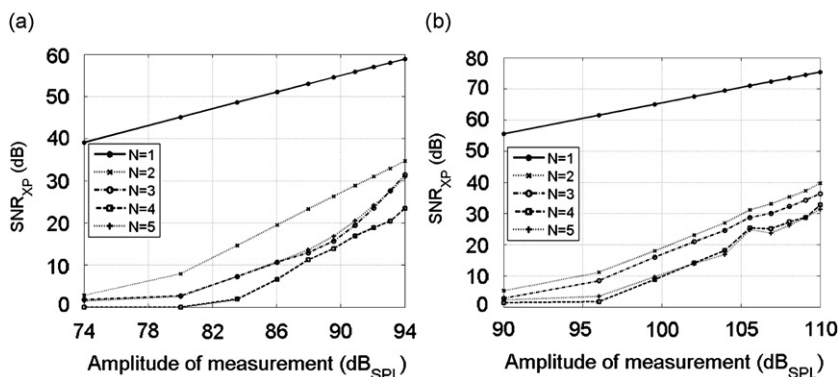 (a)
SNR_XP (dB)
60
50
40
30
20
10
0
N=1
N=2
N=3
N=4
N=5
74
78
82
86
90
94
Amplitude of measurement (dB_SPL)
(b)
SNR_XP (dB)
80
70
60
50
40
30
20
10
0
N=1
N=2
N=3
N=4
N=5
90
95
100
105
110
Amplitude of measurement (dB_SPL)